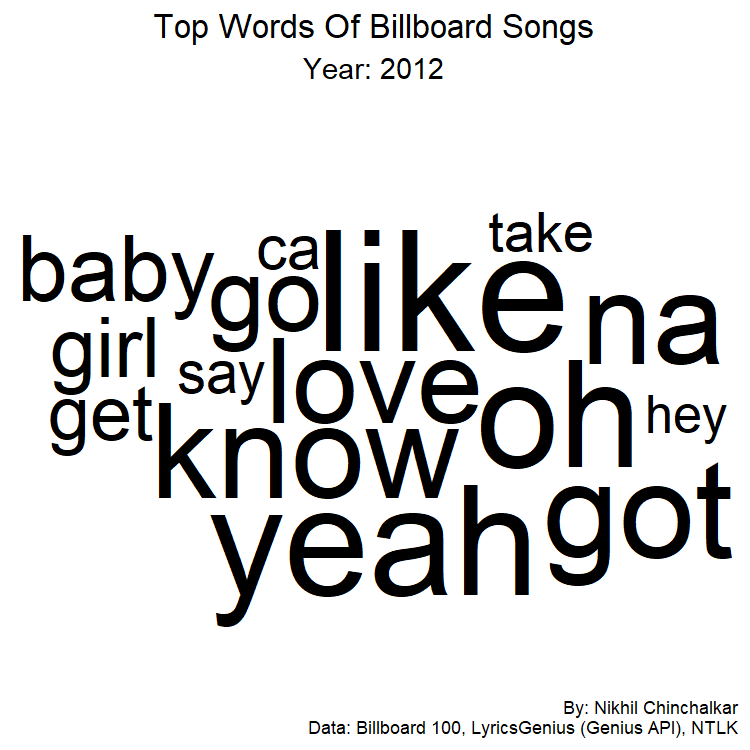 Top Words Of Billboard Songs
Year: 2012
take
ca
baby
like
go
na
girl
say
love
get
oh
hey
know
got
yeah
By: Nikhil Chinchalkar
Data: Billboard 100, LyricsGenius (Genius API), NTLK